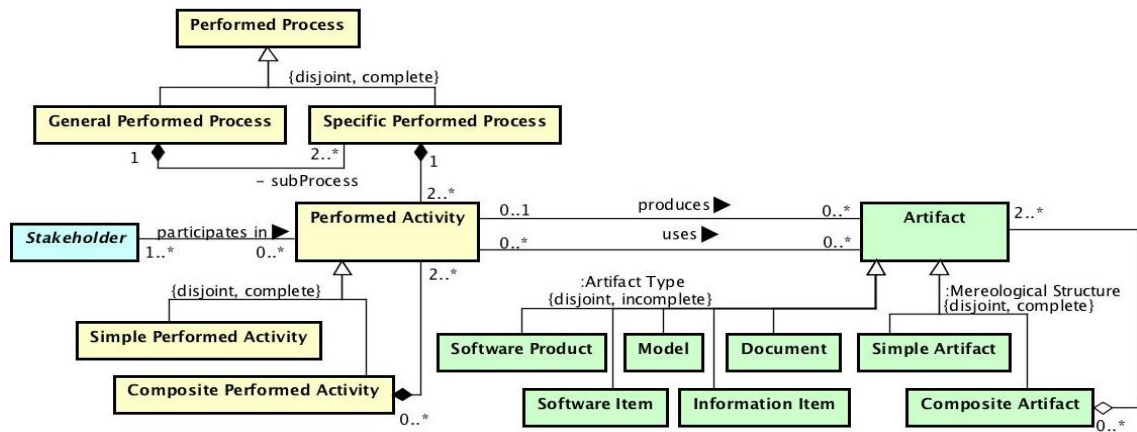 Performed Process
{disjoint, complete}
General Performed Process
Specific Performed Process
1
2..*
1
- subProcess
2..*
Performed Activity
0..1
produces
0..*
Artifact
2..*
Stakeholder
participates in
1..*
0..*
0..*
uses
0..*
2..*
:Artifact Type
{disjoint, incomplete}
:Mereological Structure
{disjoint, complete}
{disjoint, complete}
Simple Performed Activity
Software Product
Model
Document
Simple Artifact
Composite Performed Activity
0..*
Software Item
Information Item
Composite Artifact
0..*